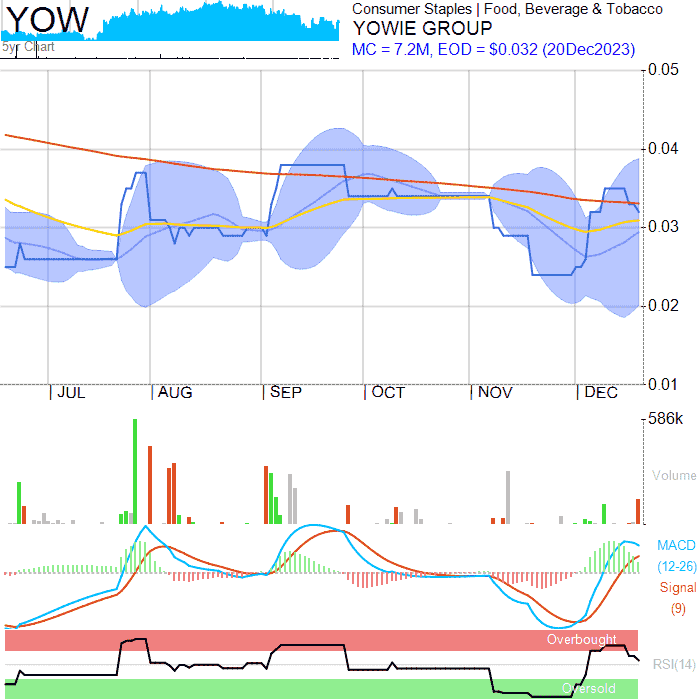 YOW
5yr Chart
Consumer Staples | Food, Beverage & Tobacco
YOWIE GROUP
MC = 7.2M, EOD = $0.032 (20Dec2023)
0.05
0.04
0.03
0.02
0.01
JUL AUG SEP OCT NOV DEC
586k
Volume
MACD
(12-26)
Signal
(9)
Overbought
RSI(14)
Oversold